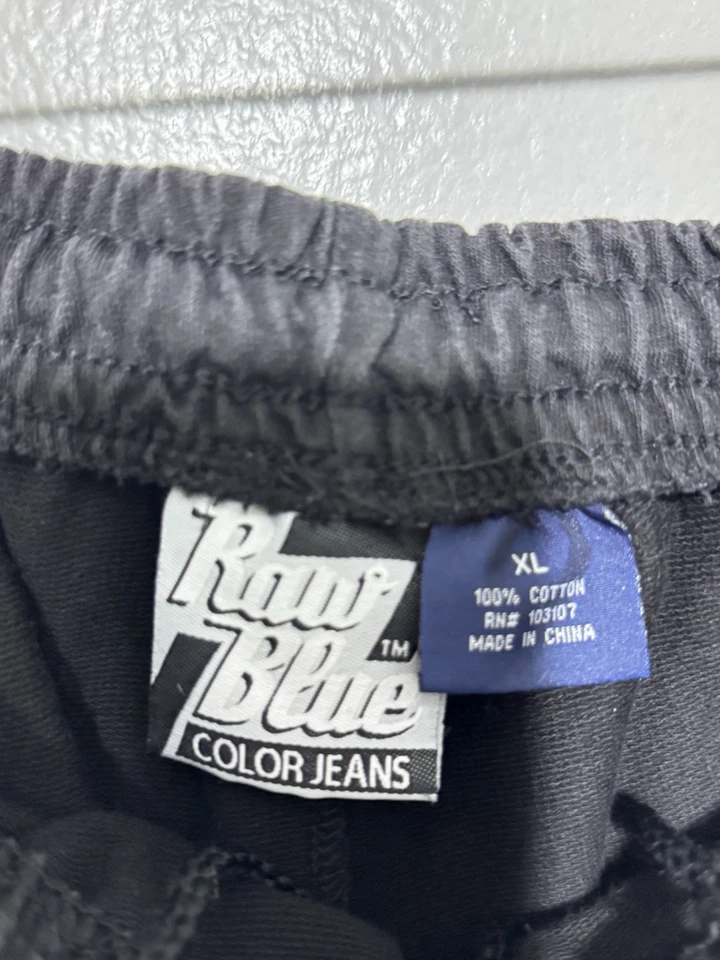 Raw
Blue
TM
COLOR JEANS
XL
100% COTTON
RN# 103107
MADE IN CHINA